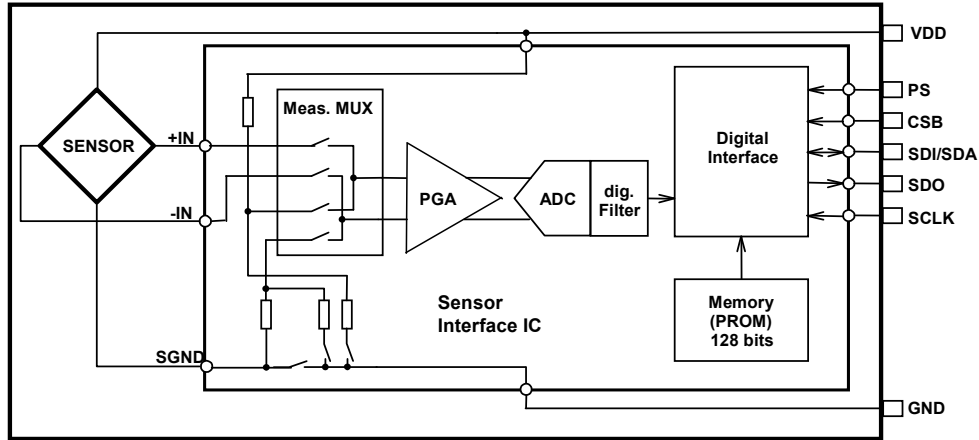 VDD
PS
CSB
SDI/SDA
SDO
SCLK
GND
SENSOR
+IN
-IN
SGND
Meas. MUX
PGA
ADC
dig.
Filter
Digital
Interface
Memory
(PROM)
128 bits
Sensor
Interface IC